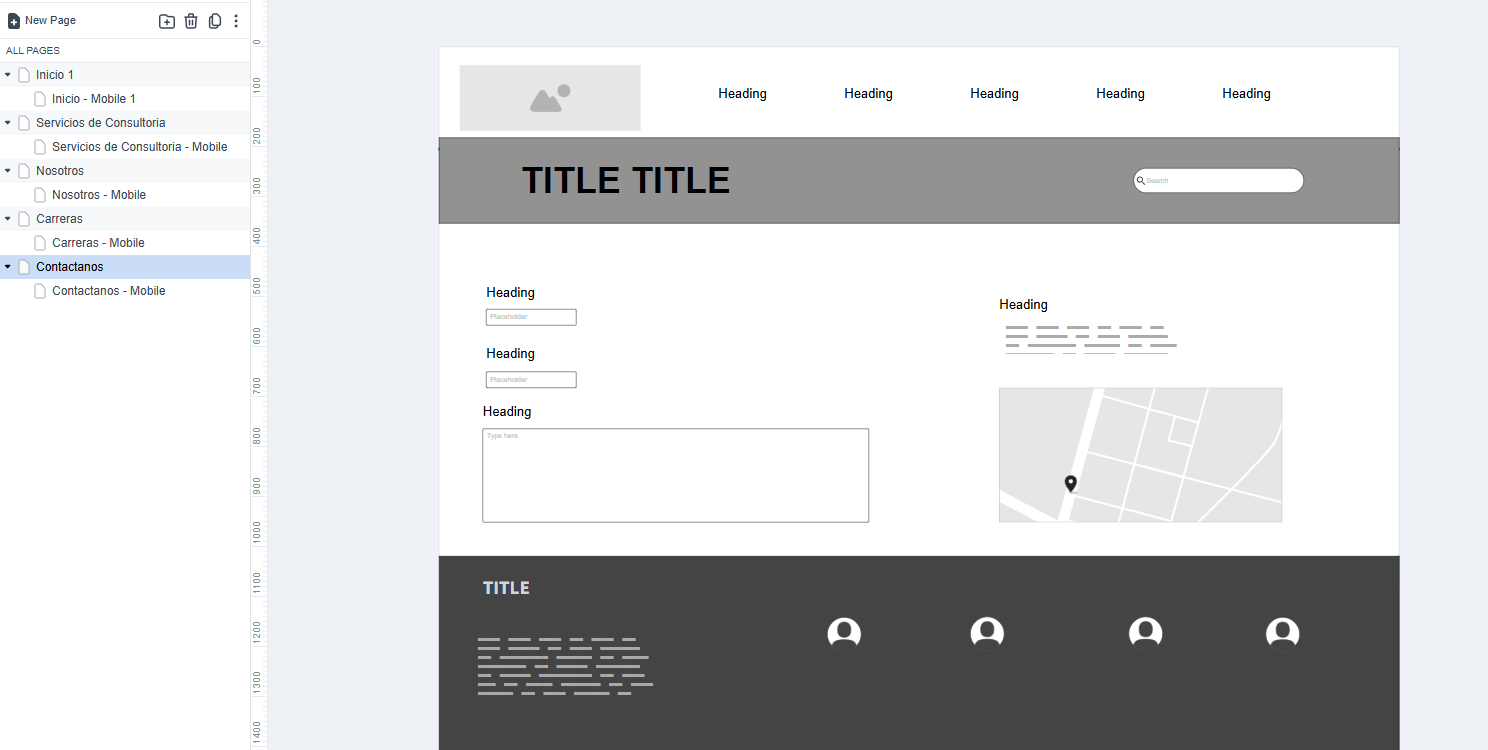 New Page
ALL PAGES
Inicio 1
Inicio - Mobile 1
Servicios de Consultoria
Servicios de Consultoria - Mobile
Nosotros
Nosotros - Mobile
Carreras
Carreras - Mobile
Contactanos
Contactanos - Mobile
0
100
200
300
400
500
600
700
800
900
1000
1100
1200
1300
1400
Heading Heading Heading Heading Heading
TITLE TITLE
Search
Heading
Placeholder
Heading
Placeholder
Heading
Type here
Heading
TITLE